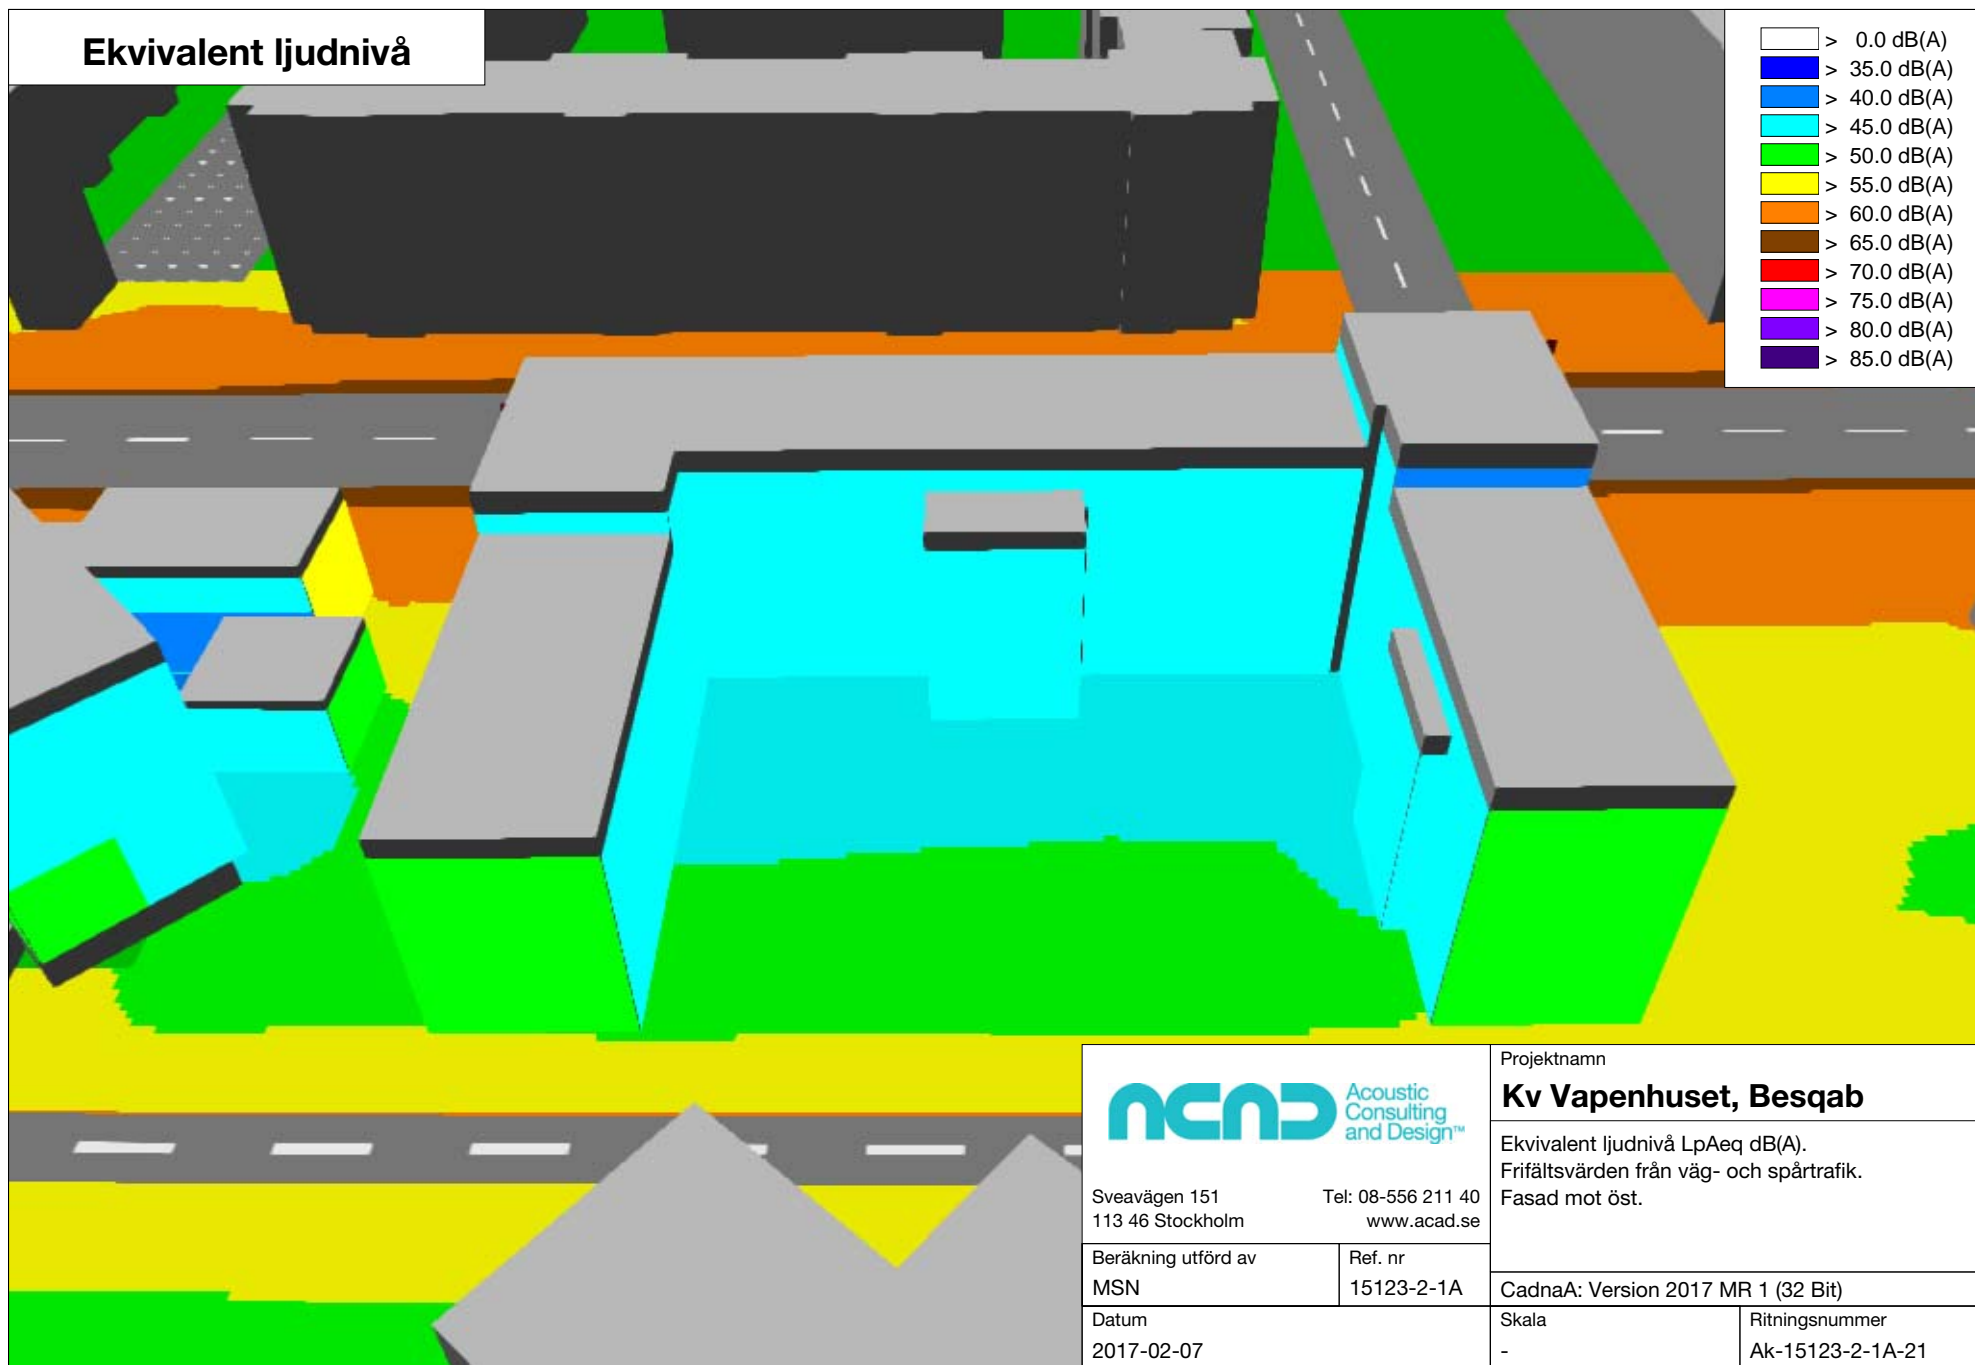 Ekvivalent ljudnivå
> 0.0 dB(A)
> 35.0 dB(A)
> 40.0 dB(A)
> 45.0 dB(A)
> 50.0 dB(A)
> 55.0 dB(A)
> 60.0 dB(A)
> 65.0 dB(A)
> 70.0 dB(A)
> 75.0 dB(A)
> 80.0 dB(A)
> 85.0 dB(A)
ACAD
Acoustic
Consulting
and Design™
Sveavägen 151
Tel: 08-556 211 40
113 46 Stockholm
www.acad.se
Projektnamn
Kv Vapenhuset, Besqab
Ekvivalent ljudnivå LpAeq dB(A).
Frifältsvärden från väg- och spårtrafik.
Fasad mot öst.
Beräkning utförd av
MSN
Ref. nr
15123-2-1A
CadnaA: Version 2017 MR 1 (32 Bit)
Datum
2017-02-07
Skala
-
Ritningsnummer
Ak-15123-2-1A-21